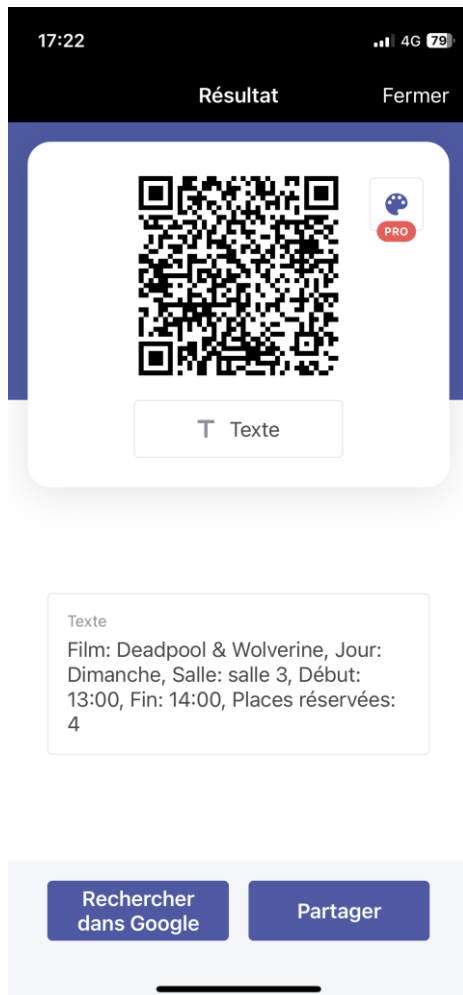 17:22
4G 79
Résultat
Fermer
PRO
Texte
Texte
Film: Deadpool & Wolverine, Jour:
Dimanche, Salle: salle 3, Début:
13:00, Fin: 14:00, Places réservées:
4
Rechercher
dans Google
Partager